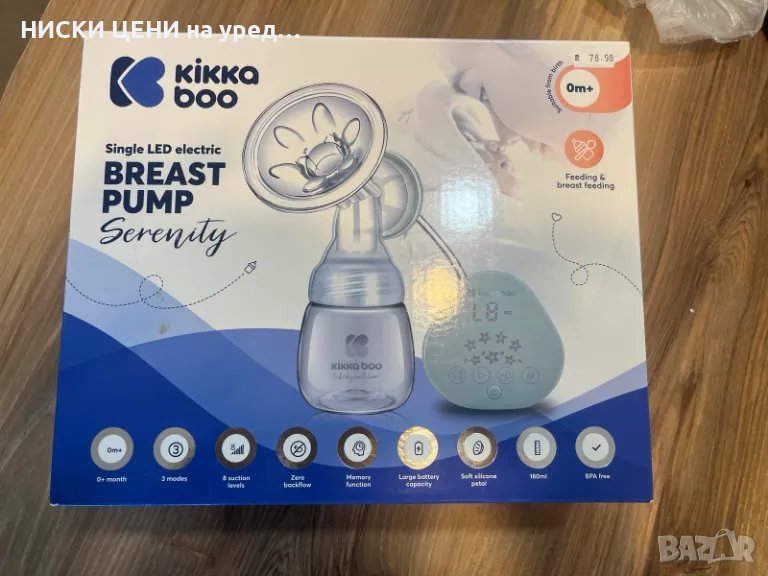 НИСКИ ЦЕНИ на уред...
kikka
boo
78.98
Suitable from birth
0m+
Single LED electric
BREAST
PUMP
Serenity
Feeding &
breast feeding
L8
KIKKA BOO
0m+
3
8
0+ month
3 modes
8 suction
levels
Zero
backflow
Memory
function
Large battery
capacity
Soft silicone
petal
180ml
BPA free
BAZAR